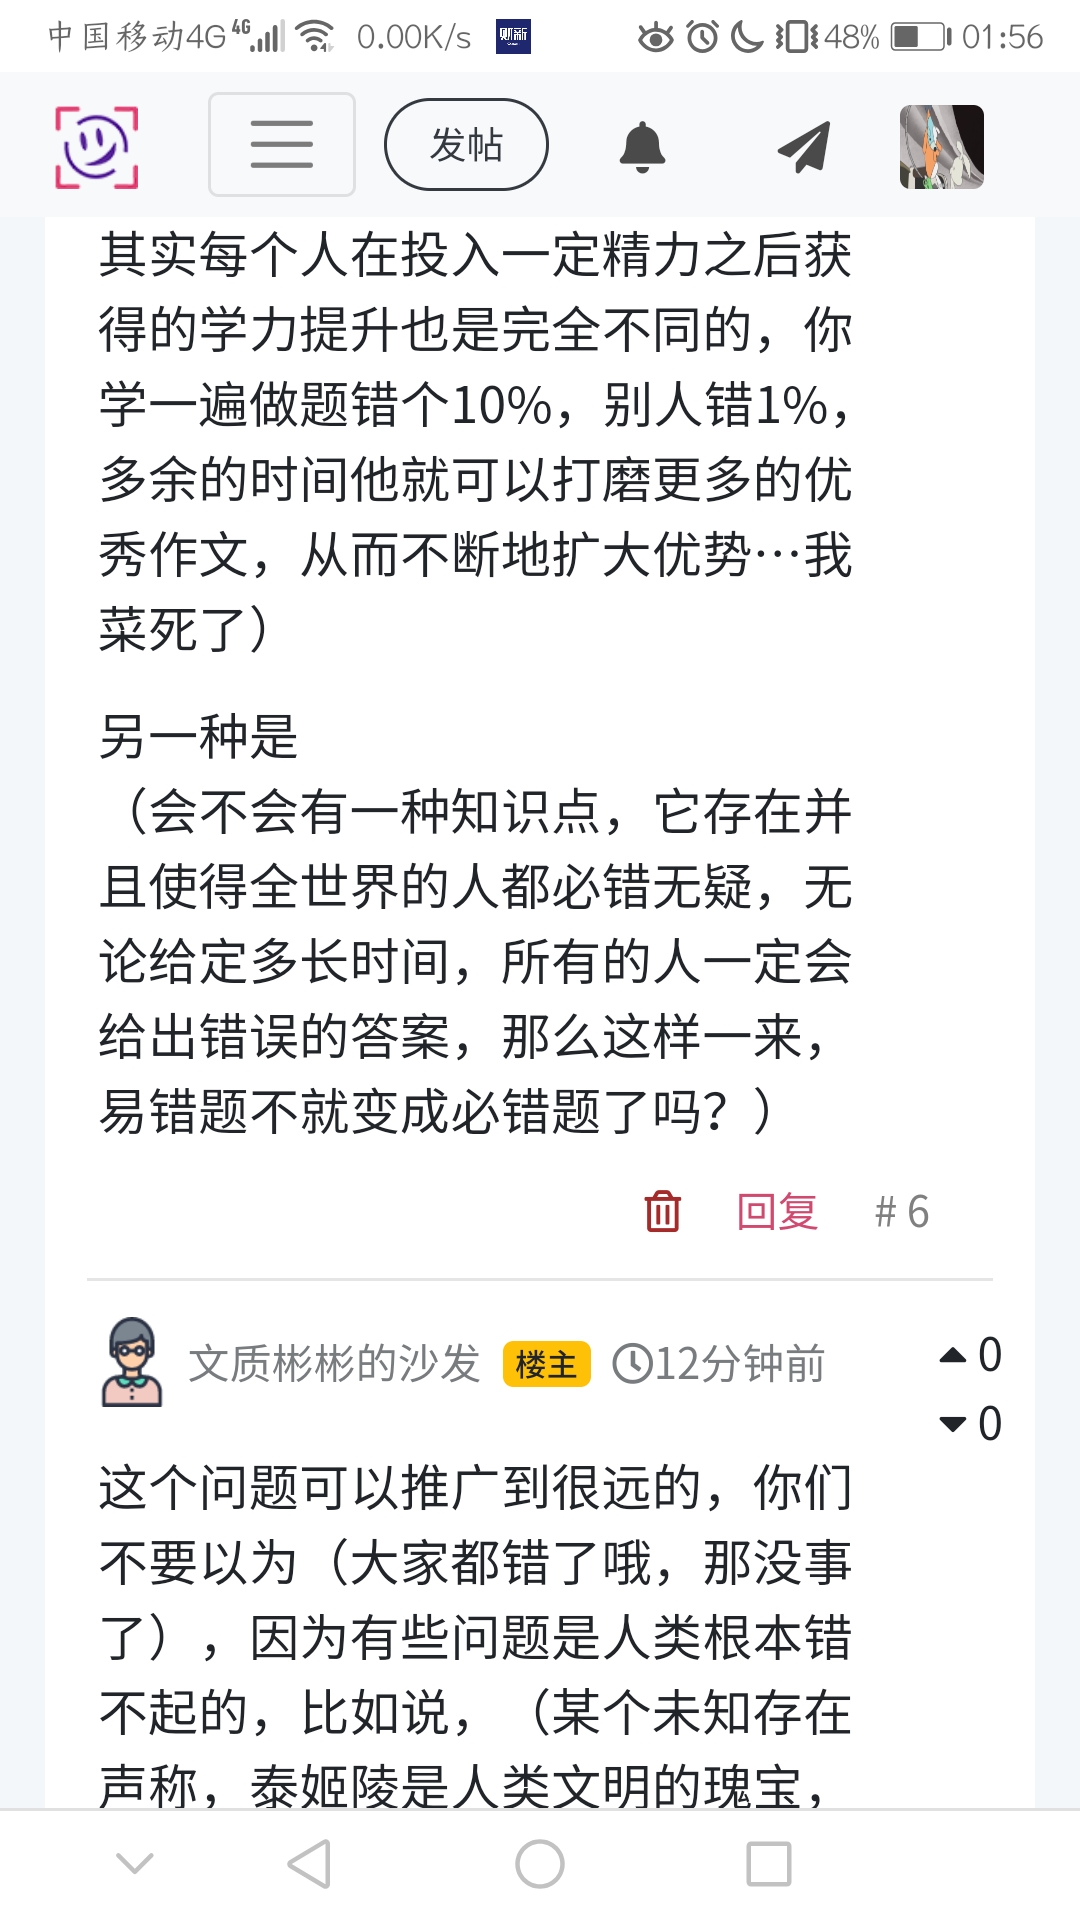 中国移动4G 4G 0.00K/s 财新 48% 01:56
发帖
其实每个人在投入一定精力之后获
得的学力提升也是完全不同的，你
学一遍做题错个10%，别人错1%，
多余的时间他就可以打磨更多的优
秀作文，从而不断地扩大优势…我
菜死了）
另一种是
（会不会有一种知识点，它存在并
且使得全世界的人都必错无疑，无
论给定多长时间，所有的人一定会
给出错误的答案，那么这样一来，
易错题不就变成必错题了吗？）
回复 # 6
文质彬彬的沙发 楼主 12分钟前 0
0
这个问题可以推广到很远的，你们
不要以为（大家都错了哦，那没事
了），因为有些问题是人类根本错
不起的，比如说，（某个未知存在
声称，泰姬陵是人类文明的瑰宝，